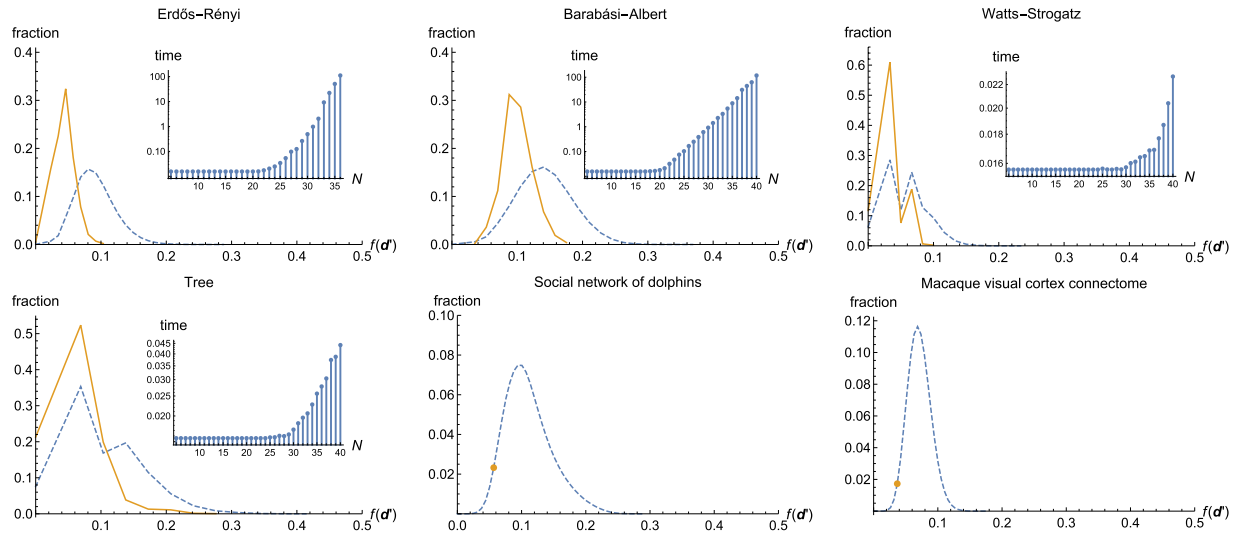 Erdős–Rényi
fraction
0.4
0.3
0.2
0.1
0.0
0.1 0.2 0.3 0.4 0.5
f(d')
time
100
10
1
0.10
10 15 20 25 30 35
N
Barabási–Albert
fraction
0.4
0.3
0.2
0.1
0.0
0.0 0.1 0.2 0.3 0.4 0.5
f(d')
time
100
10
1
0.10
10 15 20 25 30 35 40
N
Watts–Strogatz
fraction
0.6
0.5
0.4
0.3
0.2
0.1
0.0
0.1 0.2 0.3 0.4 0.5
f(d')
time
0.022
0.020
0.018
0.016
10 15 20 25 30 35 40
N
Tree
fraction
0.5
0.4
0.3
0.2
0.1
0.0
0.1 0.2 0.3 0.4 0.5
f(d')
time
0.045
0.040
0.035
0.030
0.025
0.020
10 15 20 25 30 35 40
N
Social network of dolphins
fraction
0.10
0.08
0.06
0.04
0.02
0.0 0.1 0.2 0.3 0.4 0.5
f(d')
Macaque visual cortex connectome
fraction
0.12
0.10
0.08
0.06
0.04
0.02
0.0 0.1 0.2 0.3 0.4 0.5
f(d')